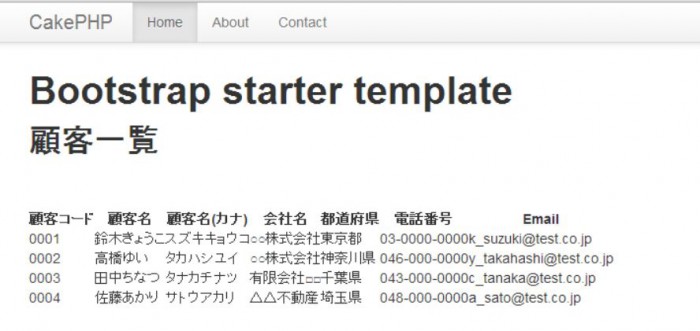 CakePHP Home About Contact
Bootstrap starter template
顧客一覧
顧客コード 顧客名 顧客名(カナ) 会社名 都道府県 電話番号 Email
0001 鈴木きょうこ スズキキョウコ ○○株式会社 東京都 03-0000-0000 k_suzuki@test.co.jp
0002 高橋ゆい タカハシユイ ○○株式会社 神奈川県 046-000-0000 y_takahashi@test.co.jp
0003 田中ちなつ タナカチナツ 有限会社□□ 千葉県 043-000-0000 c_tanaka@test.co.jp
0004 佐藤あかり サトウアカリ △△不動産 埼玉県 048-000-0000 a_sato@test.co.jp